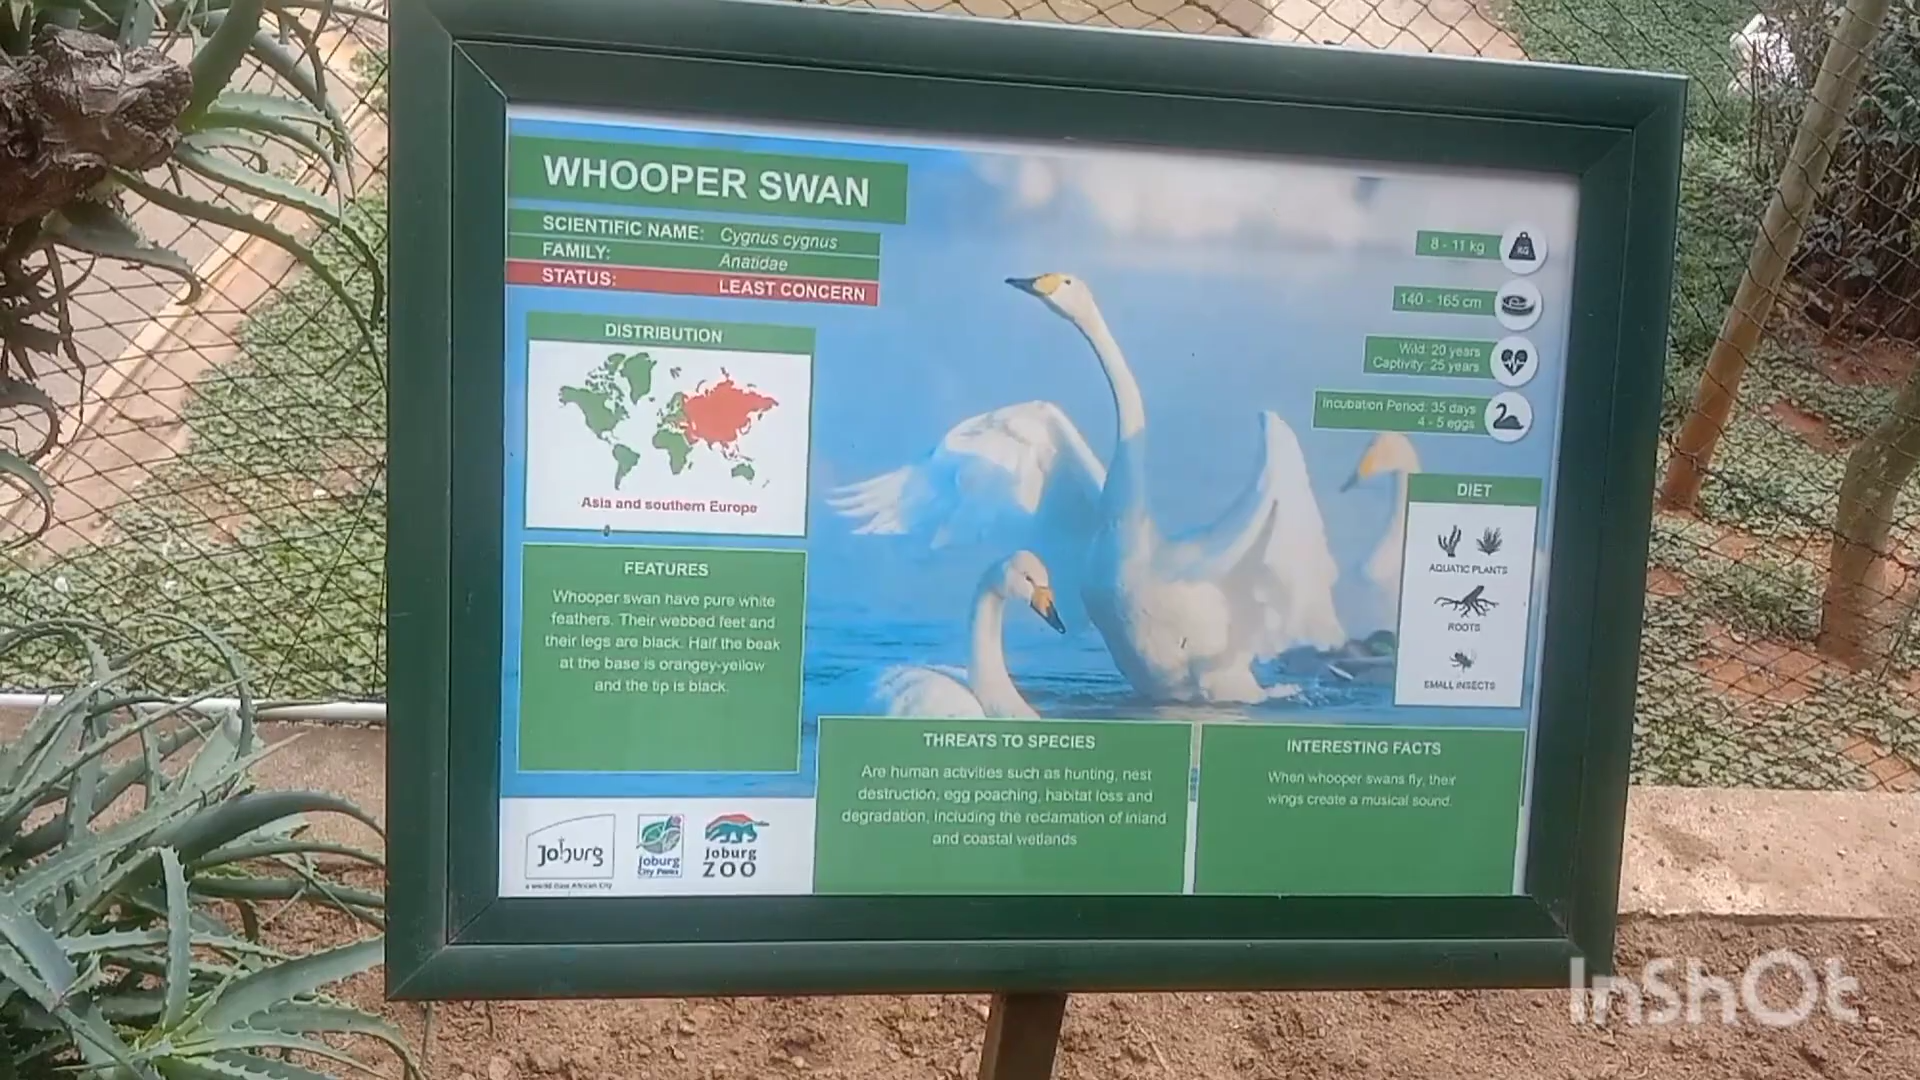 WHOOPER SWAN
SCIENTIFIC NAME: Cygnus cygnus
FAMILY: Anatidae
STATUS: LEAST CONCERN
8 - 11 kg
KG
140 - 165 cm
Wild: 20 years
Captivity: 25 years
Incubation Period: 35 days
4 - 5 eggs
DISTRIBUTION
Asia and southern Europe
FEATURES
Whooper swan have pure white
feathers. Their webbed feet and
their legs are black. Half the beak
at the base is orangey-yellow
and the tip is black.
DIET
AQUATIC PLANTS
ROOTS
SMALL INSECTS
THREATS TO SPECIES
Are human activities such as hunting, nest
destruction, egg poaching, habitat loss and
degradation, including the reclamation of inland
and coastal wetlands
INTERESTING FACTS
When whooper swans fly, their
wings create a musical sound.
Joburg
a world class African City
Joburg
City Parks
Joburg
ZOO
InShOt